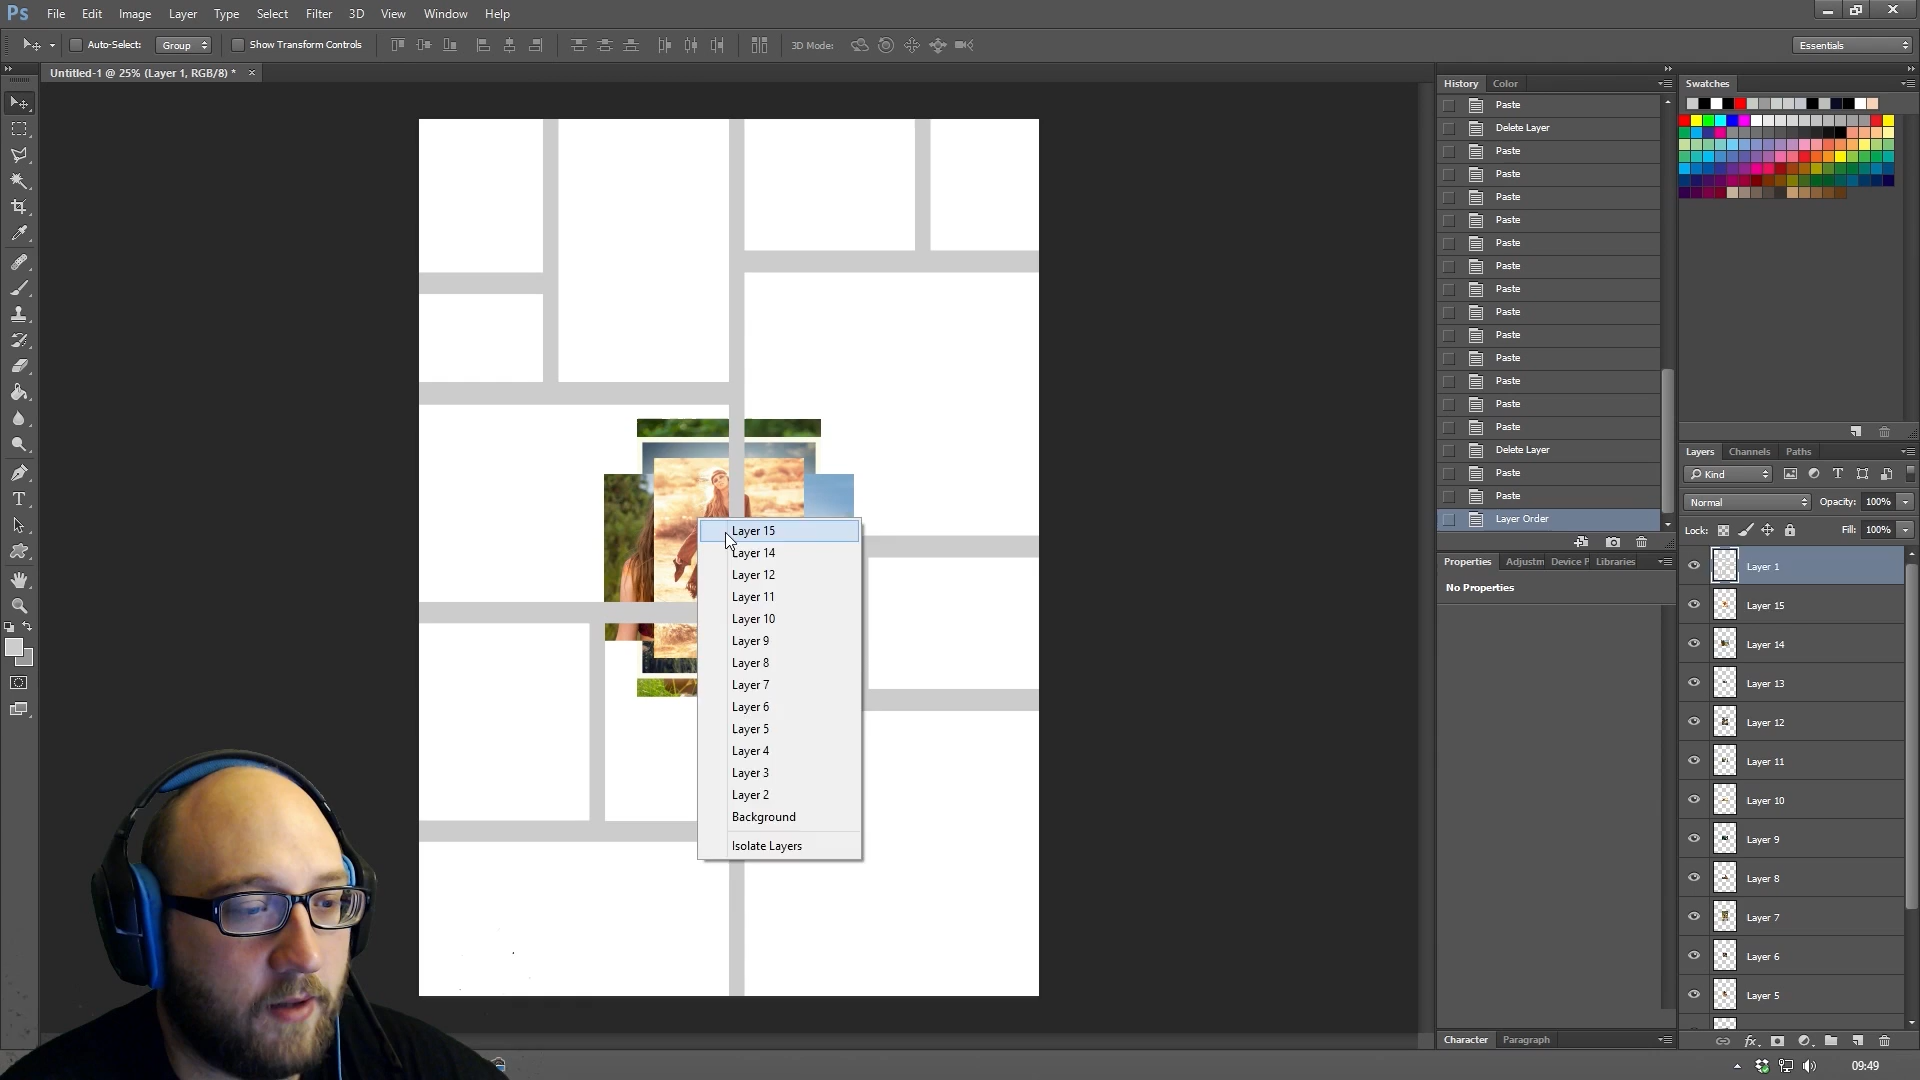 Ps File Edit Image Layer Type Select Filter 3D View Window Help
Auto-Select: Group Show Transform Controls 3D Mode: Essentials
Untitled-1 @ 25% (Layer 1, RGB/8) * ×
History Color
Paste
Delete Layer
Paste
Paste
Paste
Paste
Paste
Paste
Paste
Paste
Paste
Paste
Paste
Paste
Paste
Delete Layer
Paste
Paste
Layer Order
Properties Adjustm Device P Libraries
No Properties
Character Paragraph
Swatches
Layers Channels Paths
Kind
Normal Opacity: 100%
Lock: Fill: 100%
Layer 1
Layer 15
Layer 14
Layer 13
Layer 12
Layer 11
Layer 10
Layer 9
Layer 8
Layer 7
Layer 6
Layer 5
Layer 15
Layer 14
Layer 12
Layer 11
Layer 10
Layer 9
Layer 8
Layer 7
Layer 6
Layer 5
Layer 4
Layer 3
Layer 2
Background
Isolate Layers
09:49